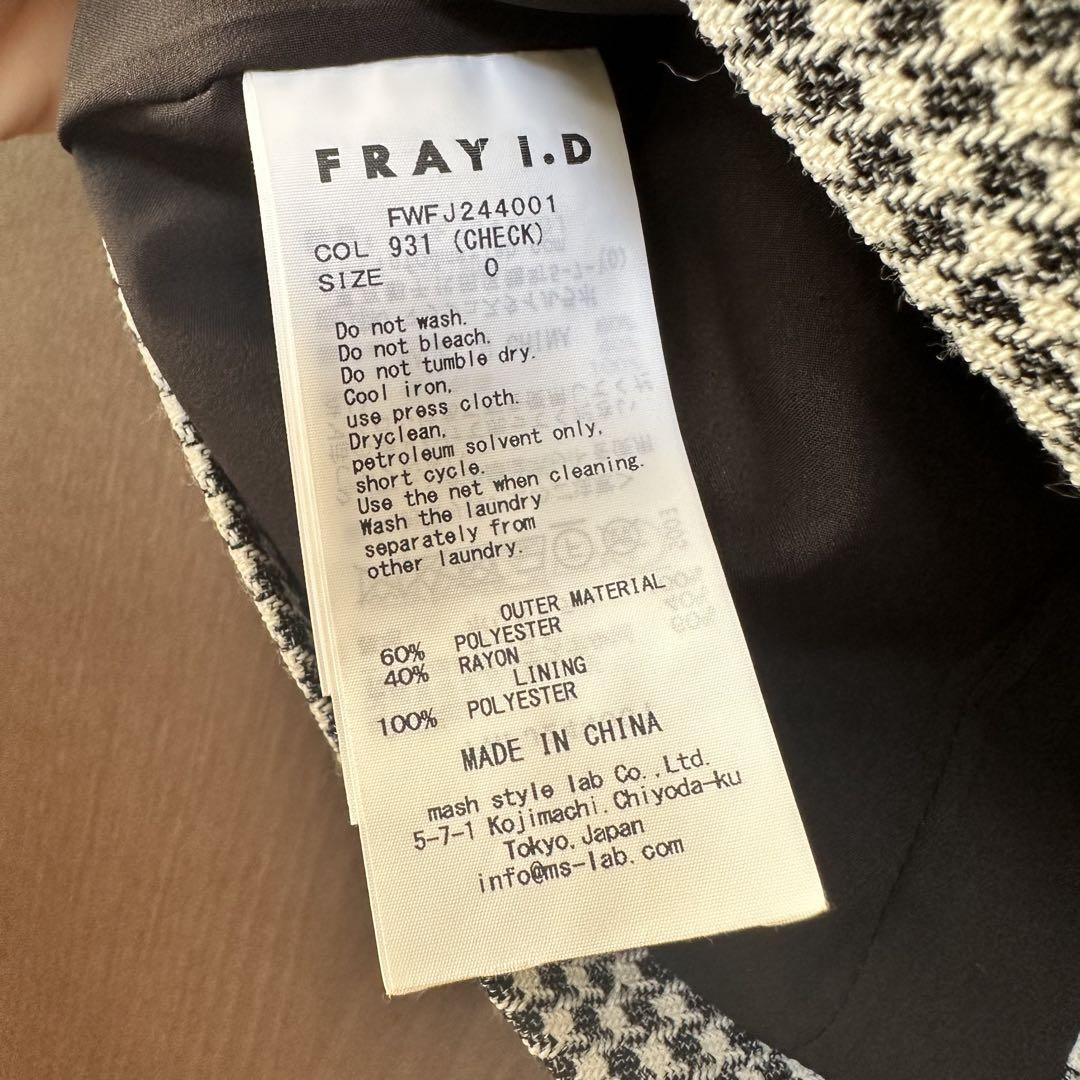 FRAY I.D
FWFJ244001
COL 931 (CHECK)
SIZE 0
Do not wash.
Do not bleach.
Do not tumble dry.
Cool iron,
use press cloth.
Dryclean,
petroleum solvent only,
short cycle.
Use the net when cleaning.
Wash the laundry
separately from
other laundry.
OUTER MATERIAL
60% POLYESTER
40% RAYON
LINING
100% POLYESTER
MADE IN CHINA
mash style lab Co.,Ltd.
5-7-1 Kojimachi,Chiyoda-ku
Tokyo,Japan
info@ms-lab.com